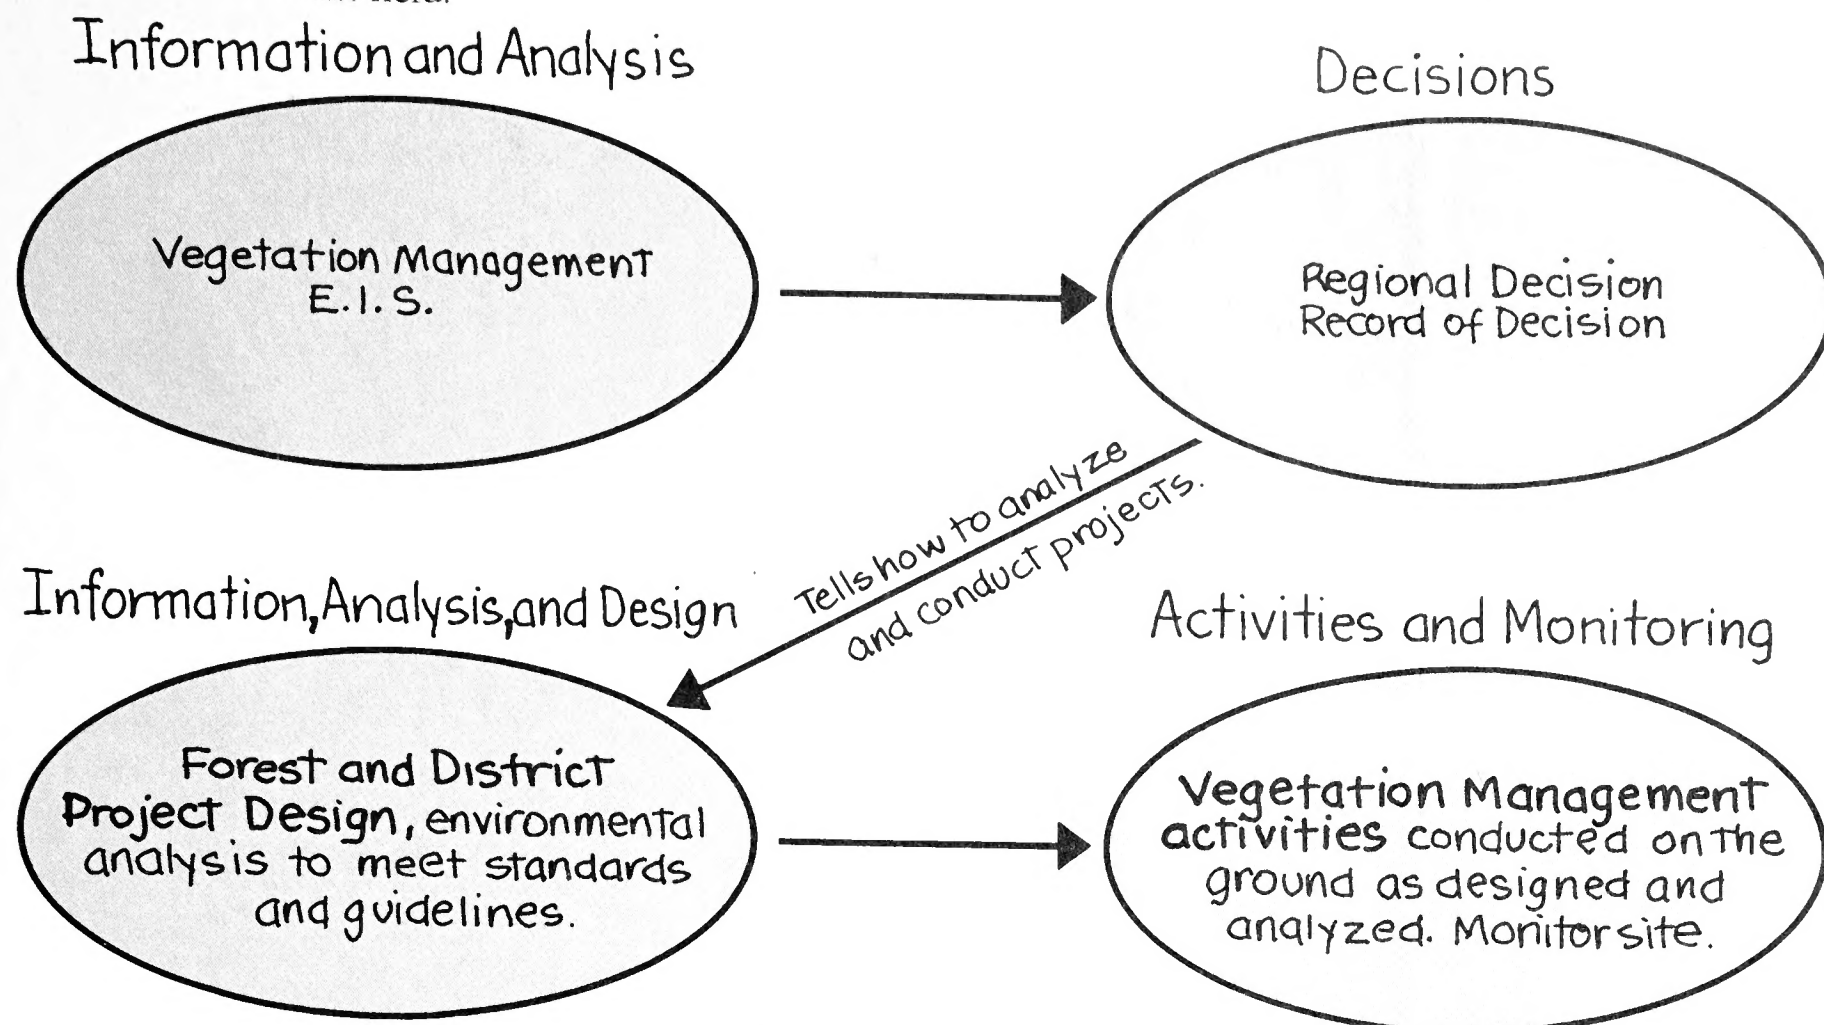 Information and Analysis
Decisions
Vegetation Management
E.I.S.
Regional Decision
Record of Decision
Tells how to analyze
and conduct projects.
Information, Analysis, and Design
Activities and Monitoring
Forest and District
Project Design, environmental
analysis to meet standards
and guidelines.
Vegetation Management
activities conducted on the
ground as designed and
analyzed. Monitor site.